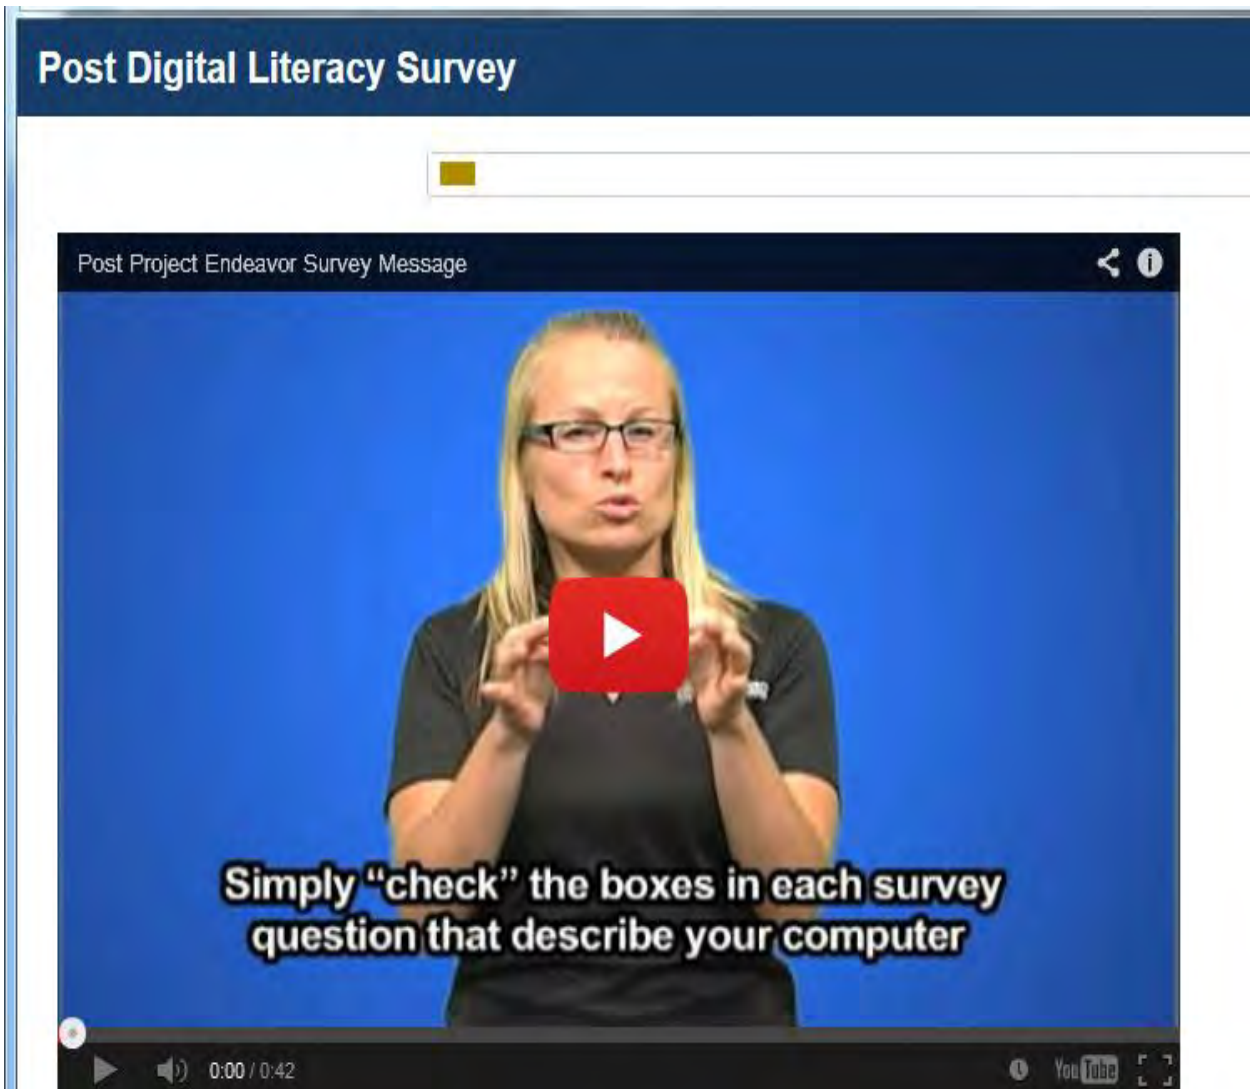 Post Digital Literacy Survey
Post Project Endeavor Survey Message
Simply “check” the boxes in each survey
question that describe your computer
0:00 / 0:42
YouTube